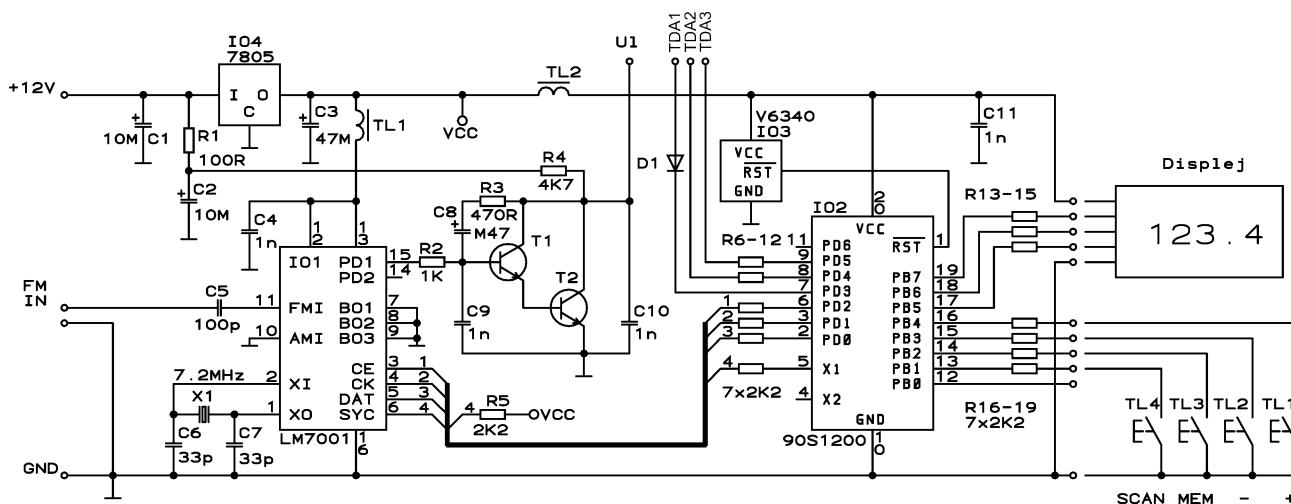 IO4
7805
+12V
I O
C
+
10M C1
R1
100R
+
C3
47M
TL1
VCC
TL2
U1
TDA1
TDA2
TDA3
V6340
IO3
VCC
RST
GND
C11
1n
D1
Displej
123.4
+
C2
10M
R4
4K7
C4
1n
1
2
1
3
R3
470R
C8
+
M47
T1
T2
R2
1K
C9
1n
C10
1n
IO1
PD1 15
PD2 14
FM
IN
C5
100p
11 FMI
10 AMI
BO1 7
BO2 8
BO3 9
CE 3 1
CK 4 2
DAT 5 3
SYC 6 4
7.2MHz
2 XI
X1
1 XO
C6
33p
C7
33p
LM7001
1
6
4 R5
2K2
VCC
GND
IO2
2
0
VCC
RST 1
R6-12
11 PD6
9 PD5
8 PD4
7 PD3
1 6 PD2
2 3 PD1
3 2 PD0
4 5 X1
4 X2
7x2K2
PB7 19
PB6 18
PB5 17
PB4 16
PB3 15
PB2 14
PB1 13
PB0 12
GND
1
0
90S1200
R13-15
R16-19
7x2K2
TL4 TL3 TL2 TL1
SCAN MEM - +